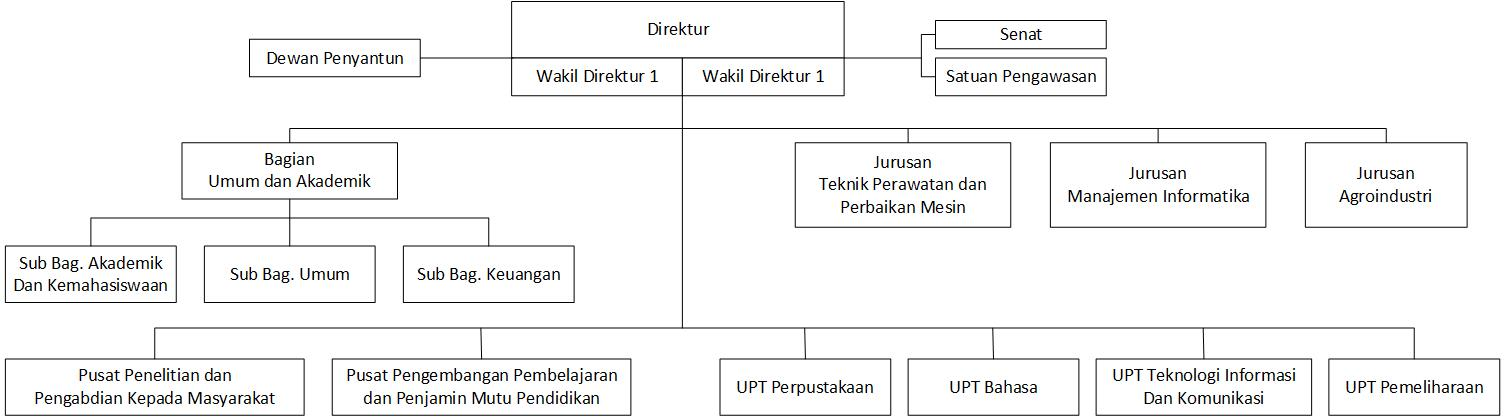 Direktur
Senat
Dewan Penyantun
Wakil Direktur 1
Wakil Direktur 1
Satuan Pengawasan
Bagian
Umum dan Akademik
Jurusan
Teknik Perawatan dan
Perbaikan Mesin
Jurusan
Manajemen Informatika
Jurusan
Agroindustri
Sub Bag. Akademik
Dan Kemahasiswaan
Sub Bag. Umum
Sub Bag. Keuangan
Pusat Penelitian dan
Pengabdian Kepada Masyarakat
Pusat Pengembangan Pembelajaran
dan Penjamin Mutu Pendidikan
UPT Perpustakaan
UPT Bahasa
UPT Teknologi Informasi
Dan Komunikasi
UPT Pemeliharaan